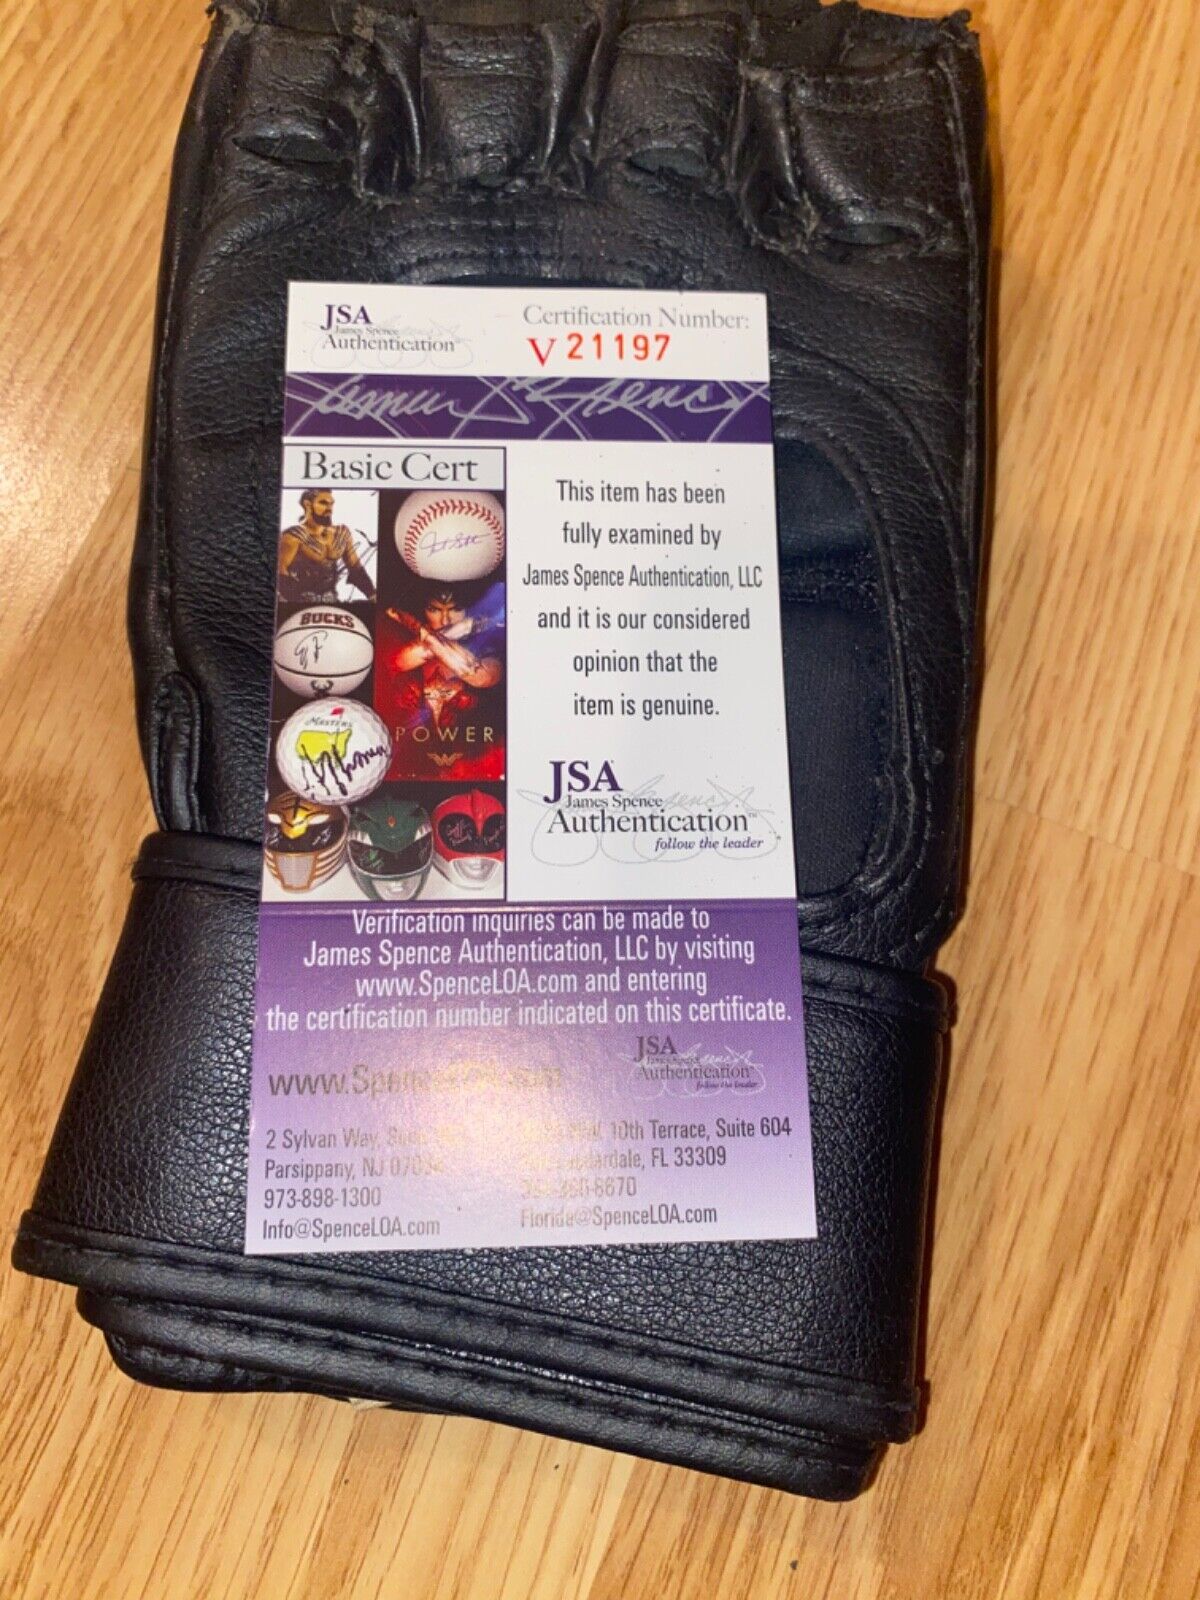 JSA
James Spence
Authentication
Certification Number:
V 21197
Basic Cert
BUCKS
MASTERS
POWER
This item has been
fully examined by
James Spence Authentication, LLC
and it is our considered
opinion that the
item is genuine.
JSA
James Spence
Authentication™
follow the leader
Verification inquiries can be made to
James Spence Authentication, LLC by visiting
www.SpenceLOA.com and entering
the certification number indicated on this certificate.
JSA
Authentication
follow the leader
2 Sylvan Way,
Parsippany, NJ
973-898-1300
Info@SpenceLOA.com
10th Terrace, Suite 604
FL 33309
Florida@SpenceLOA.com